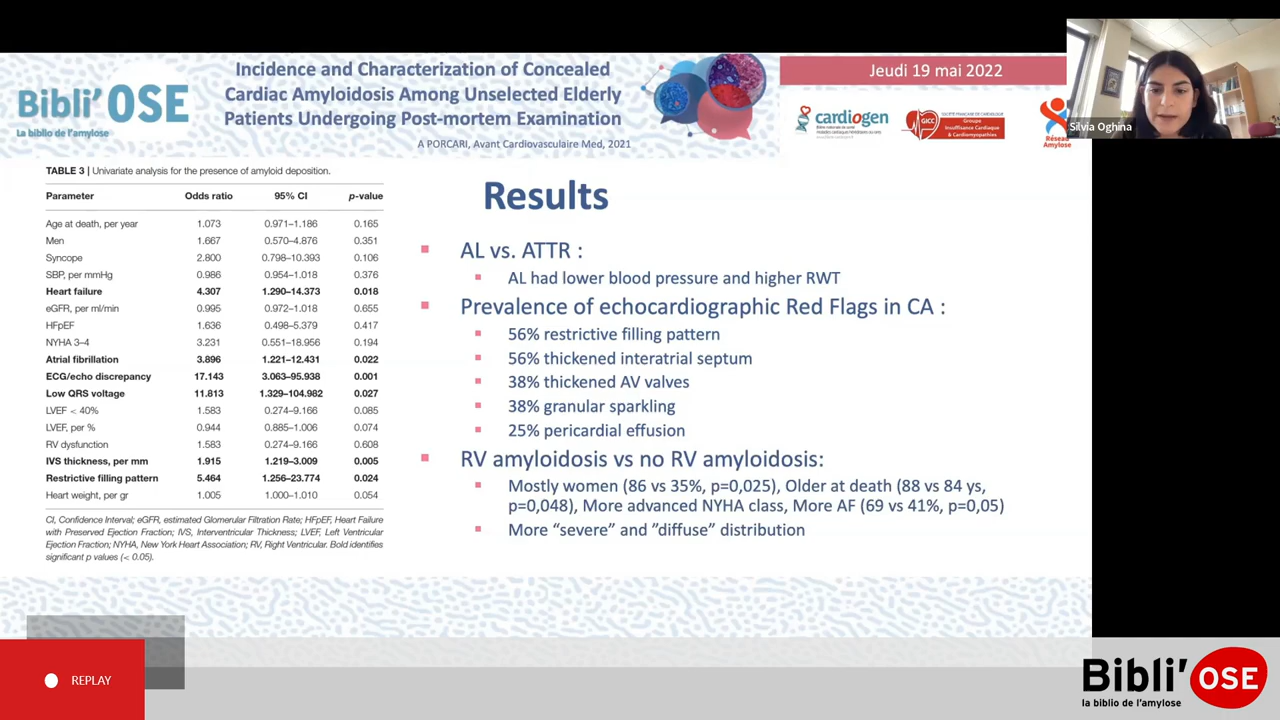 Bibli'OSE
La biblio de l'amylose
Incidence and Characterization of Concealed
Cardiac Amyloidosis Among Unselected Elderly
Patients Undergoing Post-mortem Examination
A PORCARI, Avant Cardiovasculaire Med, 2021
Jeudi 19 mai 2022
cardiogen
GICC
Groupe
Insuffisance Cardiaque
& Cardiomyopathies
Réseau
Amylose
Silvia Oghina
TABLE 3 | Univariate analysis for the presence of amyloid deposition.
Parameter Odds ratio 95% CI p-value
Age at death, per year 1.073 0.971–1.186 0.165
Men 1.667 0.570–4.876 0.351
Syncope 2.800 0.798–10.393 0.106
SBP, per mmHg 0.986 0.954–1.018 0.376
Heart failure 4.307 1.290–14.373 0.018
eGFR, per ml/min 0.995 0.972–1.018 0.655
HFpEF 1.636 0.498–5.379 0.417
NYHA 3–4 3.231 0.551–18.956 0.194
Atrial fibrillation 3.896 1.221–12.431 0.022
ECG/echo discrepancy 17.143 3.063–95.938 0.001
Low QRS voltage 11.813 1.329–104.982 0.027
LVEF < 40% 1.583 0.274–9.166 0.085
LVEF, per % 0.944 0.885–1.006 0.074
RV dysfunction 1.583 0.274–9.166 0.608
IVS thickness, per mm 1.915 1.219–3.009 0.005
Restrictive filling pattern 5.464 1.256–23.774 0.024
Heart weight, per gr 1.005 1.000–1.010 0.054
CI, Confidence Interval; eGFR, estimated Glomerular Filtration Rate; HFpEF, Heart Failure
with Preserved Ejection Fraction; IVS, Interventricular Thickness; LVEF, Left Ventricular
Ejection Fraction; NYHA, New York Heart Association; RV, Right Ventricular. Bold identifies
significant p values (< 0.05).
Results
AL vs. ATTR :
AL had lower blood pressure and higher RWT
Prevalence of echocardiographic Red Flags in CA :
56% restrictive filling pattern
56% thickened interatrial septum
38% thickened AV valves
38% granular sparkling
25% pericardial effusion
RV amyloidosis vs no RV amyloidosis:
Mostly women (86 vs 35%, p=0,025), Older at death (88 vs 84 ys,
p=0,048), More advanced NYHA class, More AF (69 vs 41%, p=0,05)
More “severe” and ”diffuse” distribution
REPLAY
Bibli' OSE
la biblio de l'amylose